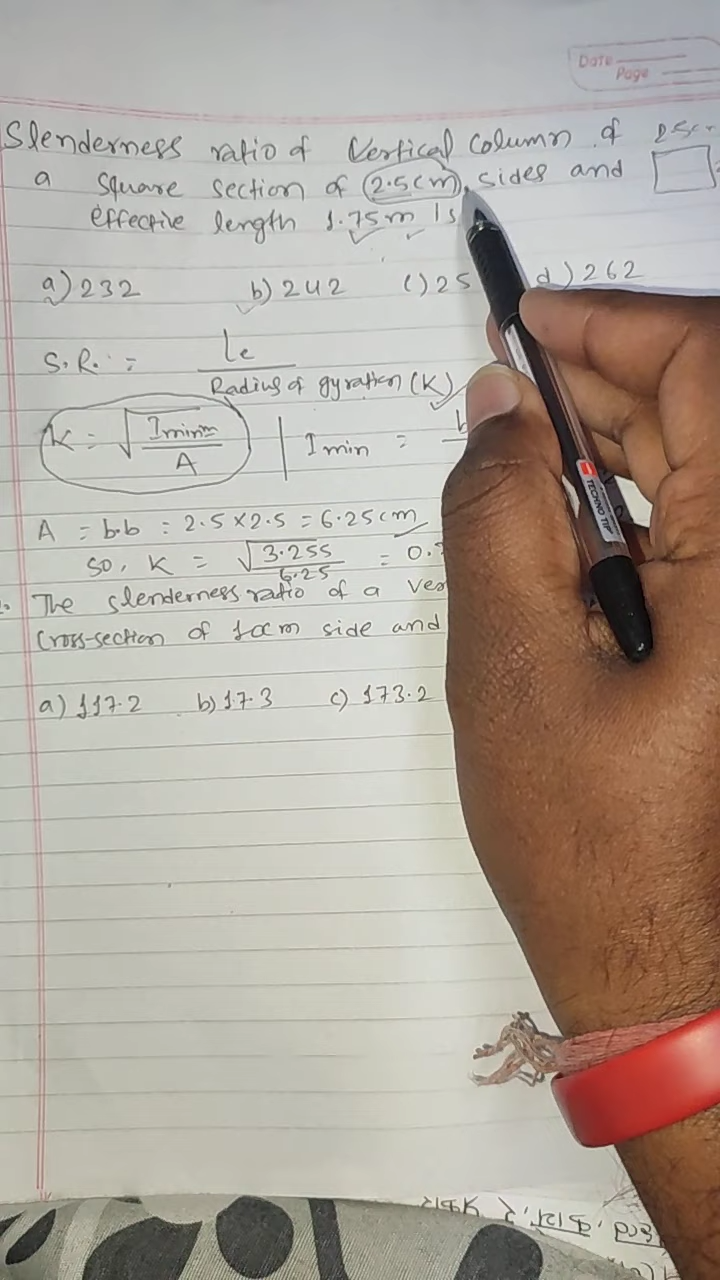 Date
Page
Slenderness ratio of Vertical Column of
a square section of 2.5cm, sides and
effective length 1.75m is
a) 232 b) 242 c) 25 d) 262
S.R. = le / Radius of gyration (K)
K = √ Imin / A | I min = b
A = b.b = 2.5 × 2.5 = 6.25cm
so, K = √ 3.255 / 6.25 = 0.
The slenderness ratio of a ver
Cross-section of 10cm side and
a) 117.2 b) 17.3 c) 173.2
TECHNO TIP